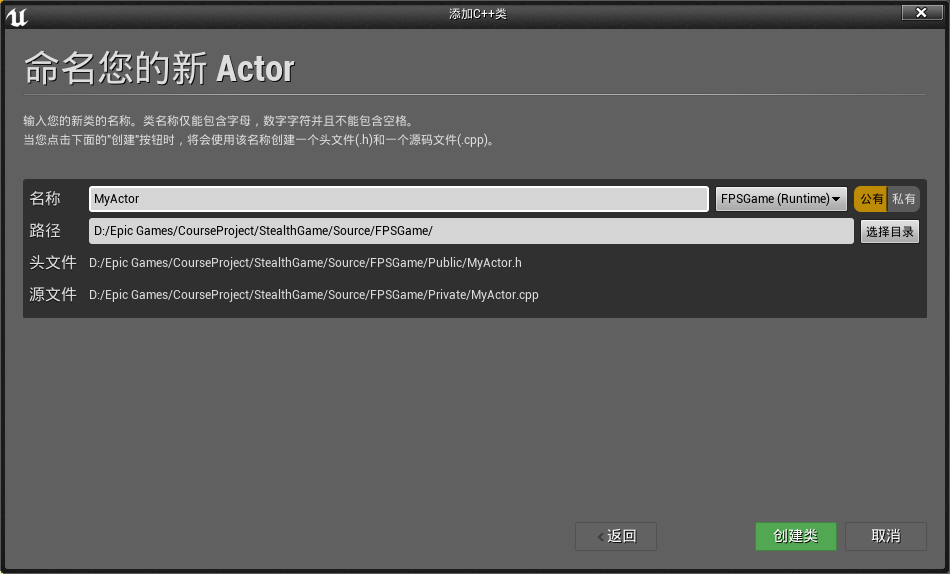 添加C++类
命名您的新 Actor
输入您的新类的名称。类名称仅能包含字母，数字字符并且不能包含空格。
当您点击下面的"创建"按钮时，将会使用该名称创建一个头文件(.h)和一个源码文件(.cpp)。
名称 MyActor FPSGame (Runtime) 公有 私有
路径 D:/Epic Games/CourseProject/StealthGame/Source/FPSGame/ 选择目录
头文件 D:/Epic Games/CourseProject/StealthGame/Source/FPSGame/Public/MyActor.h
源文件 D:/Epic Games/CourseProject/StealthGame/Source/FPSGame/Private/MyActor.cpp
<返回 创建类 取消